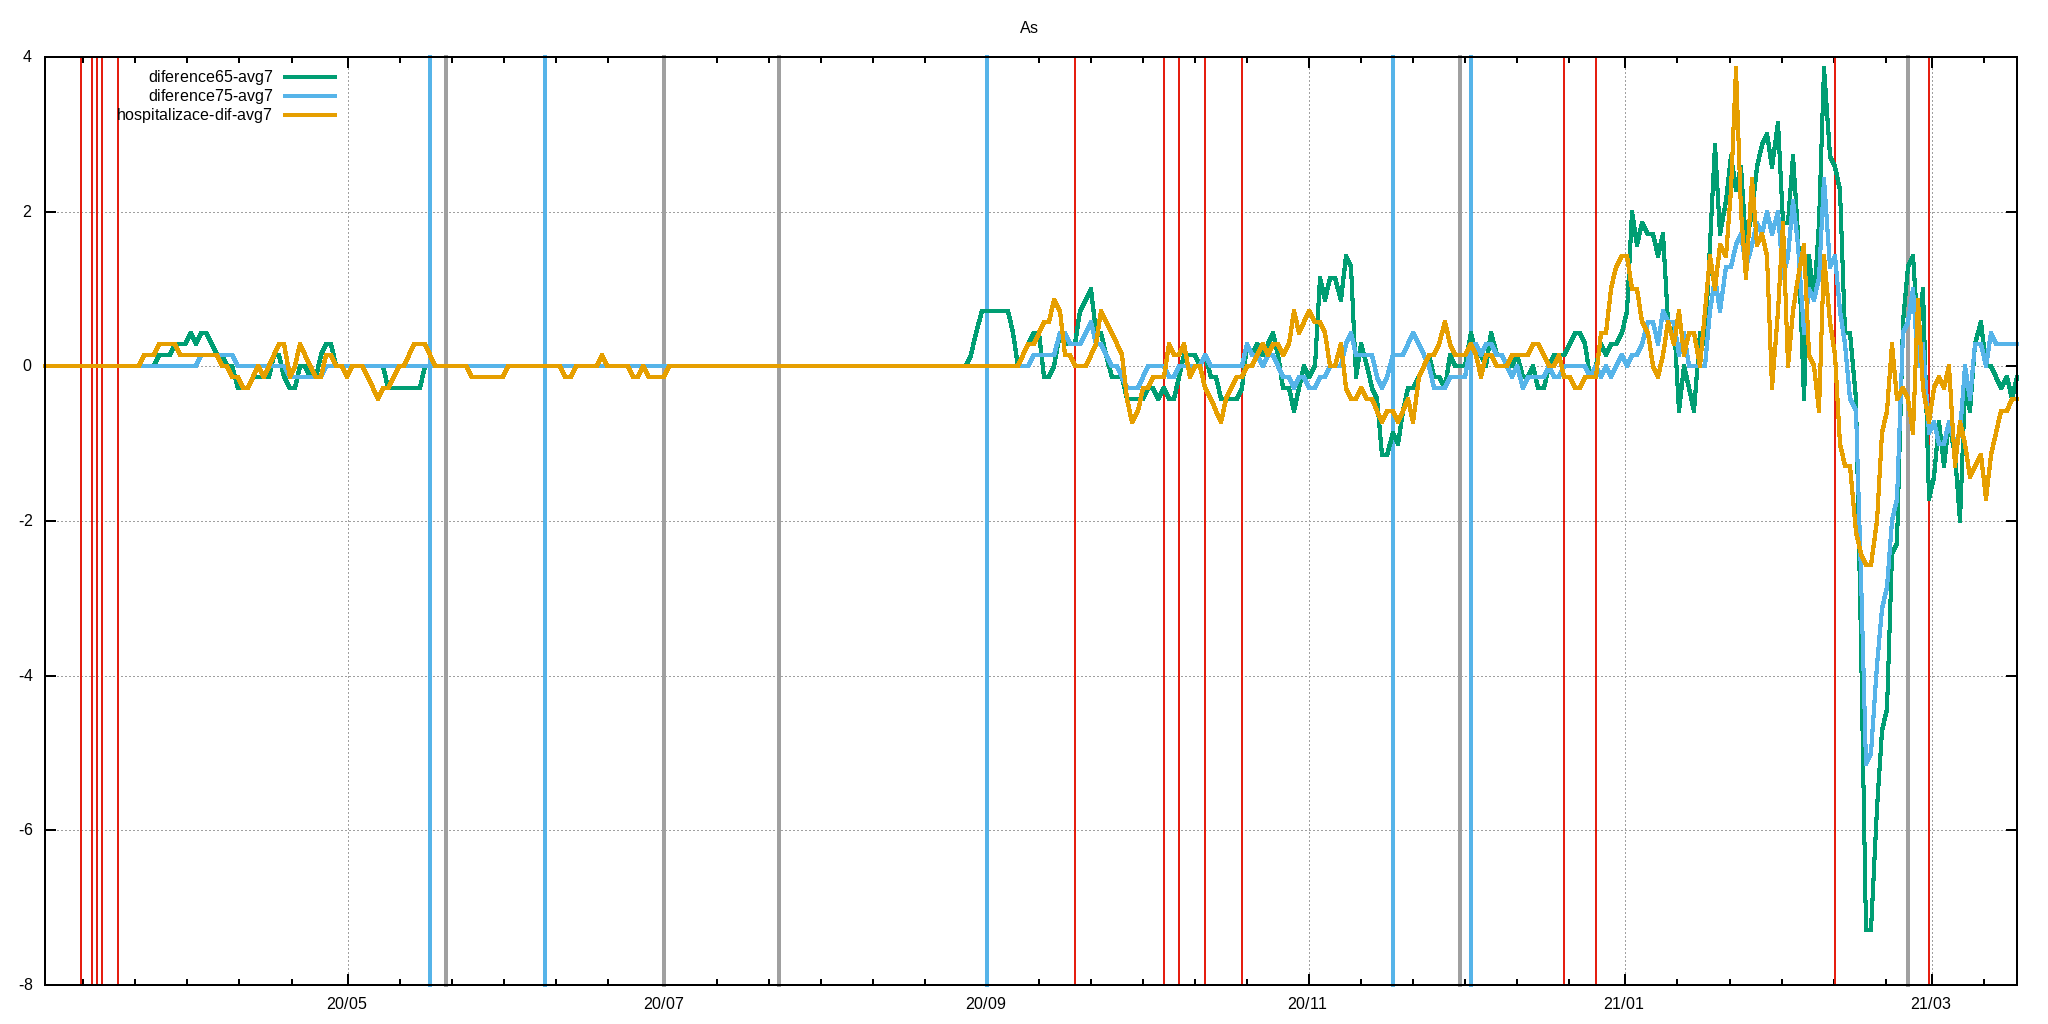 As
4
diference65-avg7
diference75-avg7
hospitalizace-dif-avg7
2
0
-2
-4
-6
-8
20/05 20/07 20/09 20/11 21/01 21/03